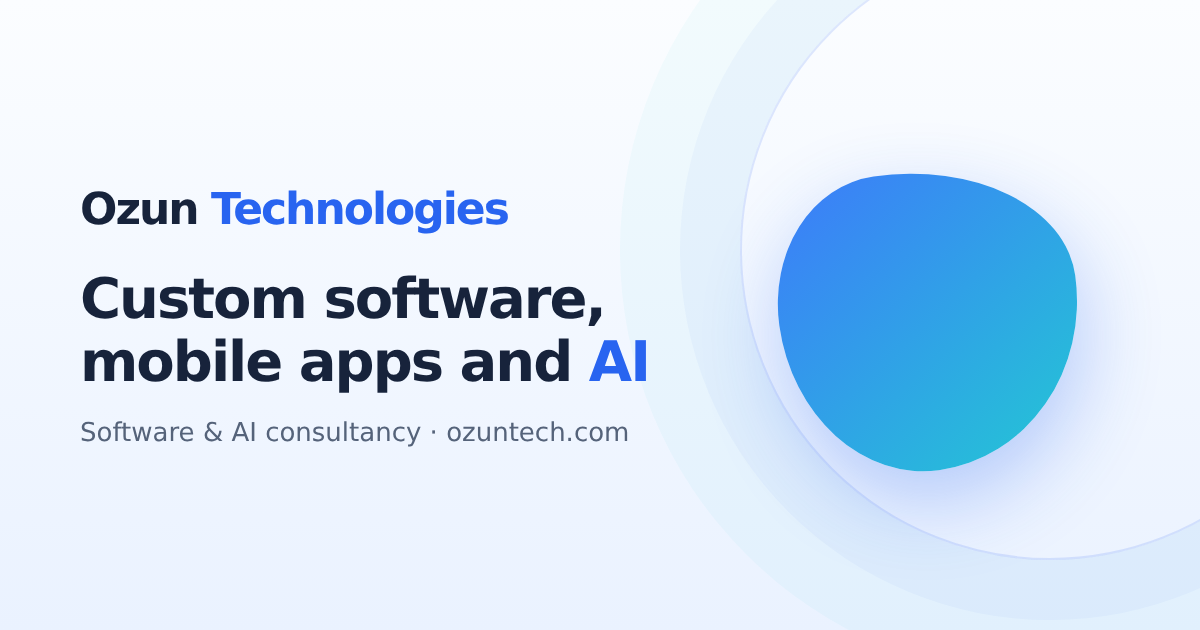 Ozun Technologies
Custom software,
mobile apps and AI
Software & AI consultancy · ozuntech.com